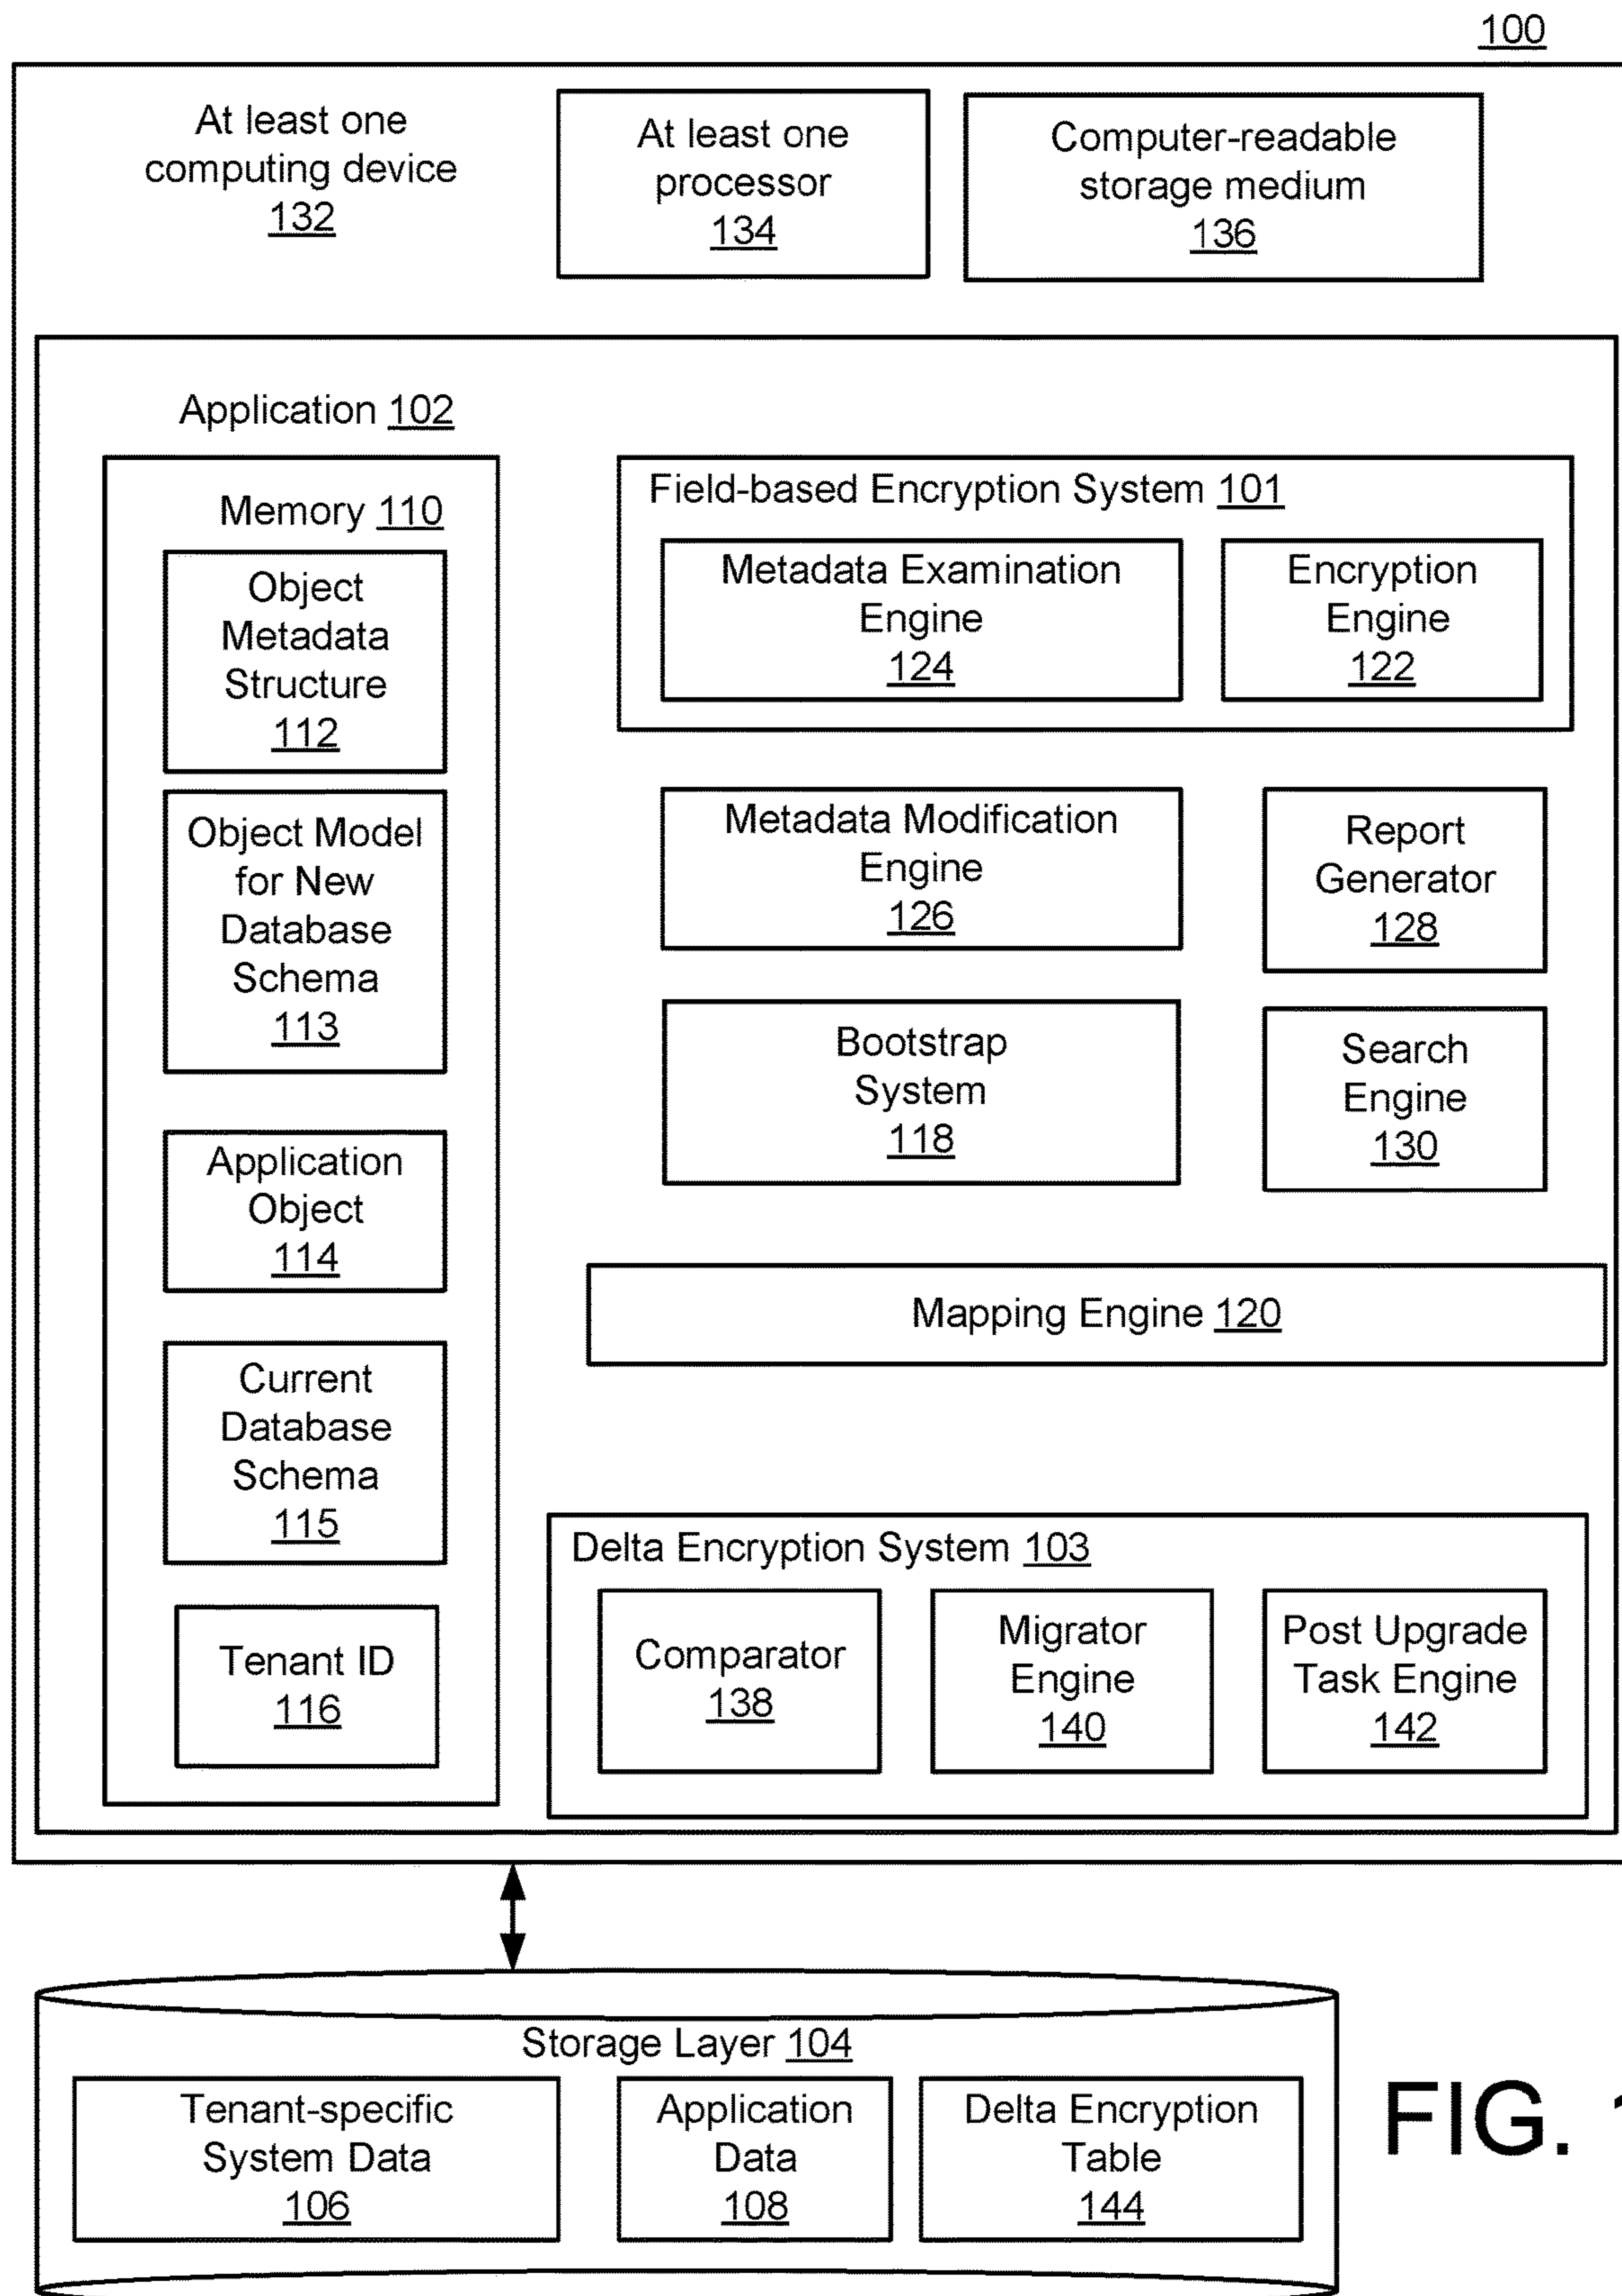 100
At least one
computing device
132
At least one
processor
134
Computer-readable
storage medium
136
Application 102
Memory 110
Object
Metadata
Structure
112
Object Model
for New
Database
Schema
113
Application
Object
114
Current
Database
Schema
115
Tenant ID
116
Field-based Encryption System 101
Metadata Examination
Engine
124
Encryption
Engine
122
Metadata Modification
Engine
126
Report
Generator
128
Bootstrap
System
118
Search
Engine
130
Mapping Engine 120
Delta Encryption System 103
Comparator
138
Migrator
Engine
140
Post Upgrade
Task Engine
142
Storage Layer 104
Tenant-specific
System Data
106
Application
Data
108
Delta Encryption
Table
144
FIG.